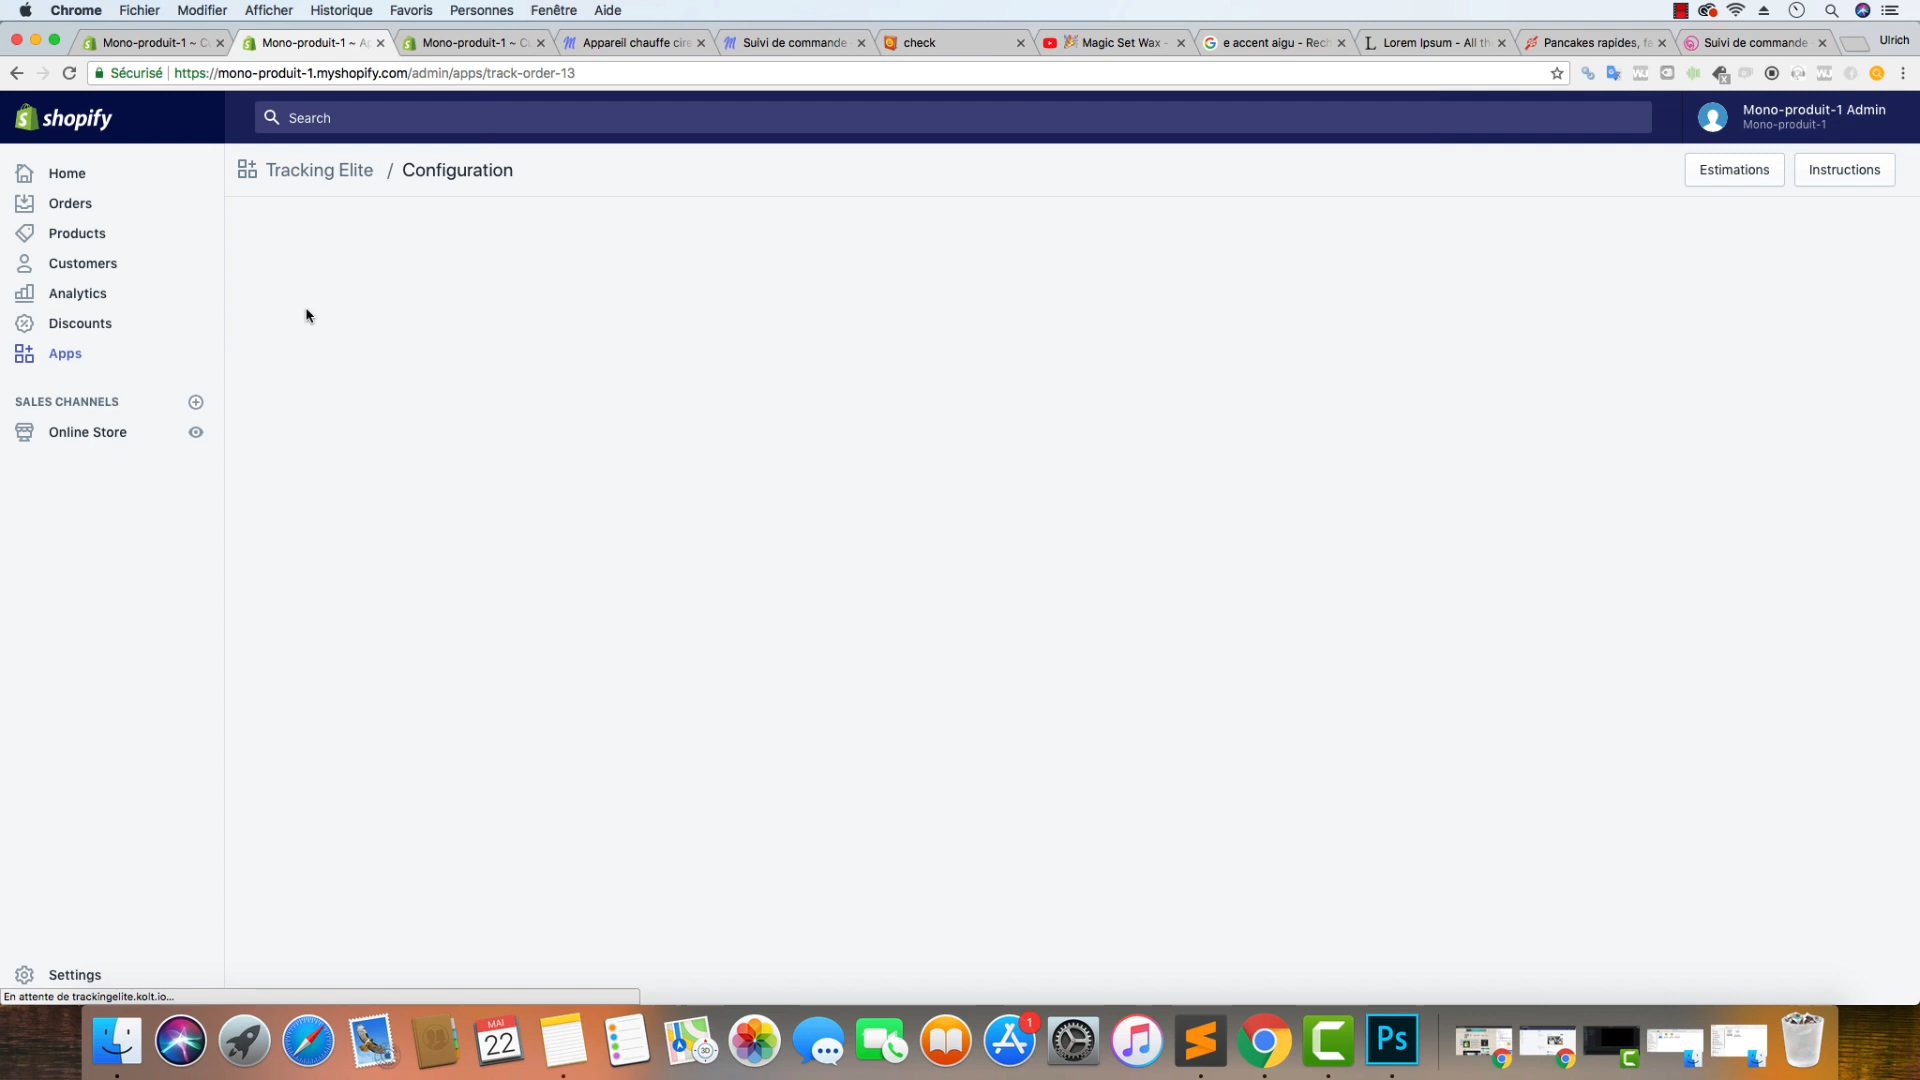 Chrome Fichier Modifier Afficher Historique Favoris Personnes Fenêtre Aide
Mono-produit-1 ~ C
Mono-produit-1 ~ A
Mono-produit-1 ~ C
Appareil chauffe cire
Suivi de commande
check
Magic Set Wax -
e accent aigu - Rech
Lorem Ipsum - All th
Pancakes rapides, fa
Suivi de commande
Ulrich
Sécurisé https://mono-produit-1.myshopify.com/admin/apps/track-order-13
shopify
Search
Mono-produit-1 Admin
Mono-produit-1
Home
Orders
Products
Customers
Analytics
Discounts
Apps
SALES CHANNELS
Online Store
Settings
Tracking Elite / Configuration
Estimations
Instructions
En attente de trackingelite.kolt.io...
MAI
22
3D
1
Ps